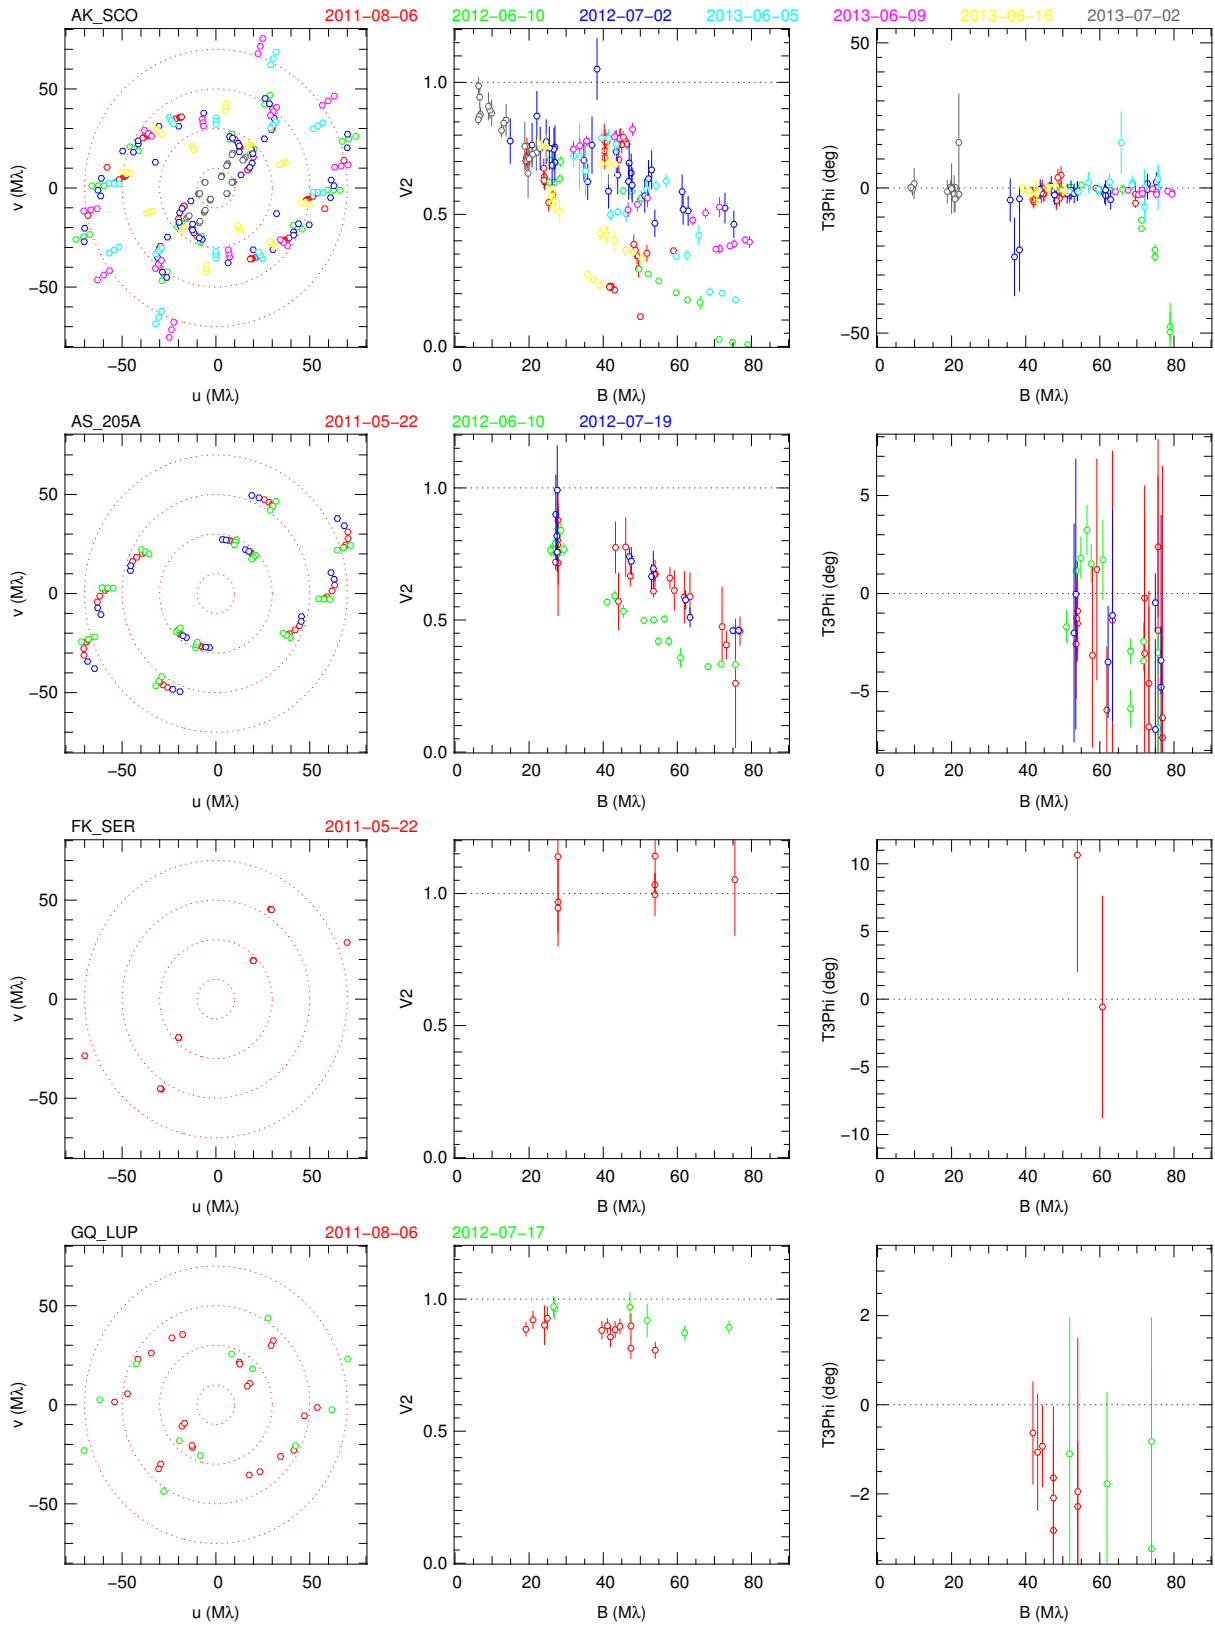 AK_SCO 2011-08-06 2012-06-10 2012-07-02 2013-06-05 2013-06-09 2013-06-16 2013-07-02
50 0 −50
v (Mλ)
−50 0 50
u (Mλ)
1.0 0.5 0.0
V2
0 20 40 60 80
B (Mλ)
50 0 −50
T3Phi (deg)
0 20 40 60 80
B (Mλ)
AS_205A 2011-05-22 2012-06-10 2012-07-19
50 0 −50
v (Mλ)
−50 0 50
u (Mλ)
1.0 0.5 0.0
V2
0 20 40 60 80
B (Mλ)
5 0 −5
T3Phi (deg)
0 20 40 60 80
B (Mλ)
FK_SER 2011-05-22
50 0 −50
v (Mλ)
−50 0 50
u (Mλ)
1.0 0.5 0.0
V2
0 20 40 60 80
B (Mλ)
10 5 0 −5 −10
T3Phi (deg)
0 20 40 60 80
B (Mλ)
GQ_LUP 2011-08-06 2012-07-17
50 0 −50
v (Mλ)
−50 0 50
u (Mλ)
1.0 0.5 0.0
V2
0 20 40 60 80
B (Mλ)
2 0 −2
T3Phi (deg)
0 20 40 60 80
B (Mλ)